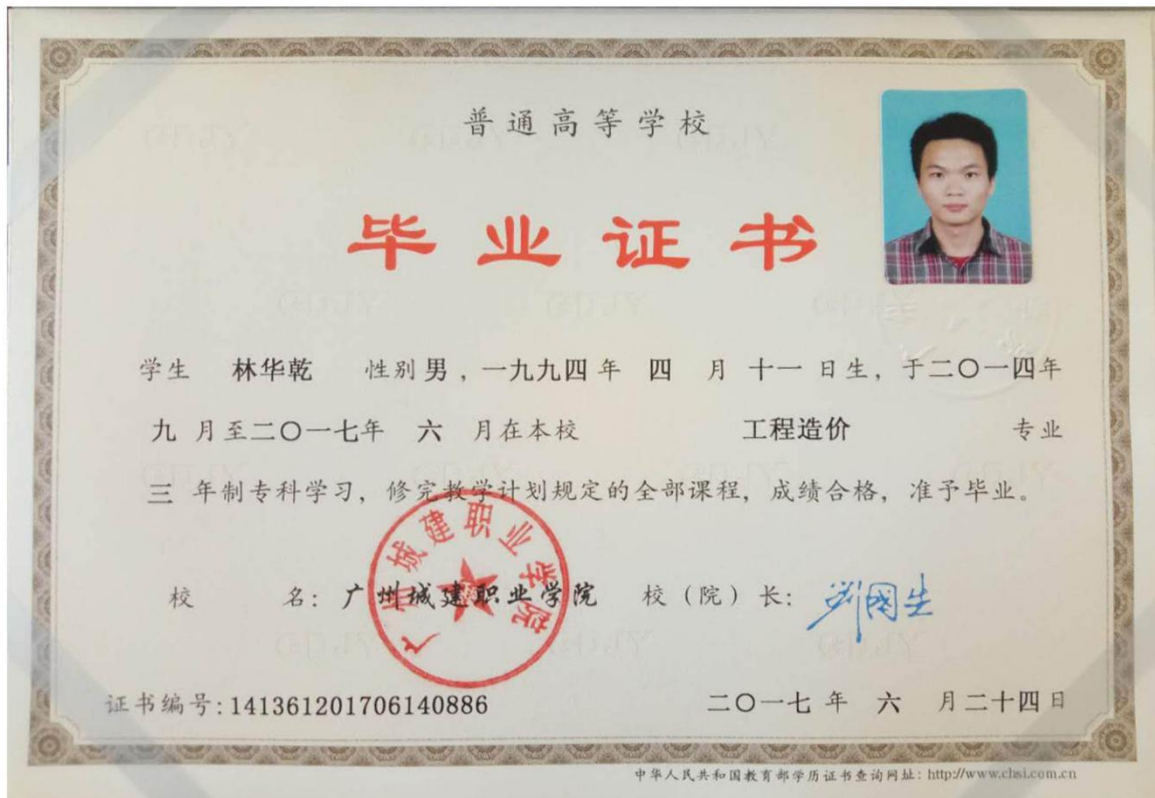 普通高等学校
毕业证书
学生 林华乾 性别 男 , 一九九四 年 四 月 十一 日生, 于二〇一四年
九 月至二〇一七年 六 月在本校 工程造价 专业
三 年制专科学习, 修完教学计划规定的全部课程, 成绩合格, 准予毕业。
广州城建职业学院
校 名: 广州城建职业学院 校（院）长: 刘国生
证书编号: 141361201706140886 二〇一七 年 六 月二十四日
中华人民共和国教育部学历证书查询网址: http://www.chsi.com.cn